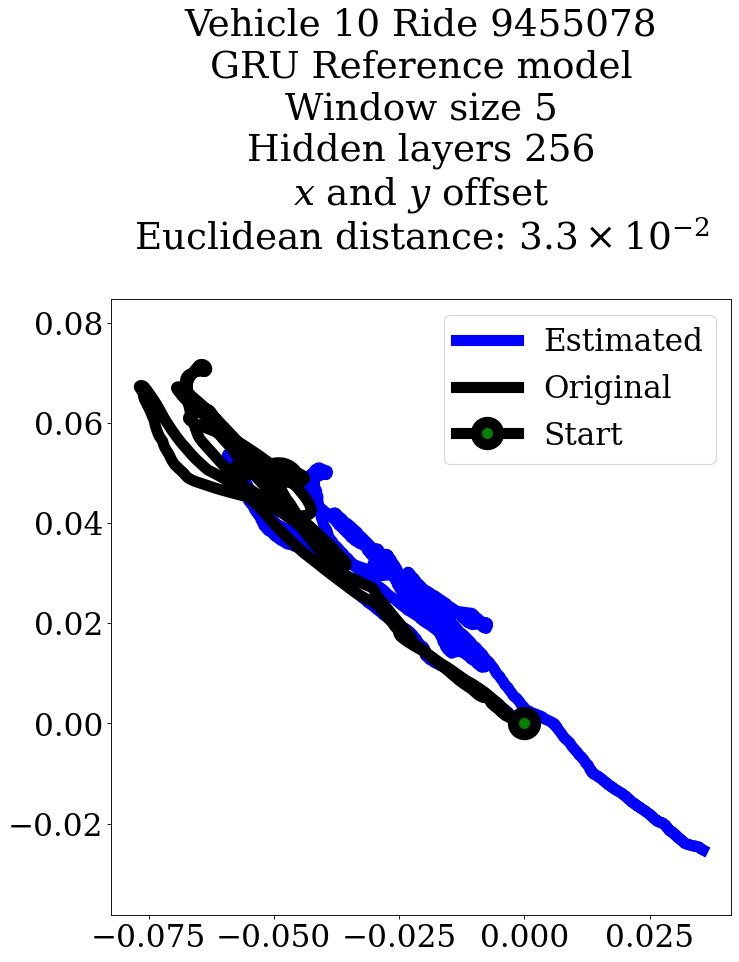 Vehicle 10 Ride 9455078
GRU Reference model
Window size 5
Hidden layers 256
x and y offset
Euclidean distance: 3.3 × 10⁻²
Estimated
Original
Start
0.08
0.06
0.04
0.02
0.00
−0.02
−0.075 −0.050 −0.025 0.000 0.025